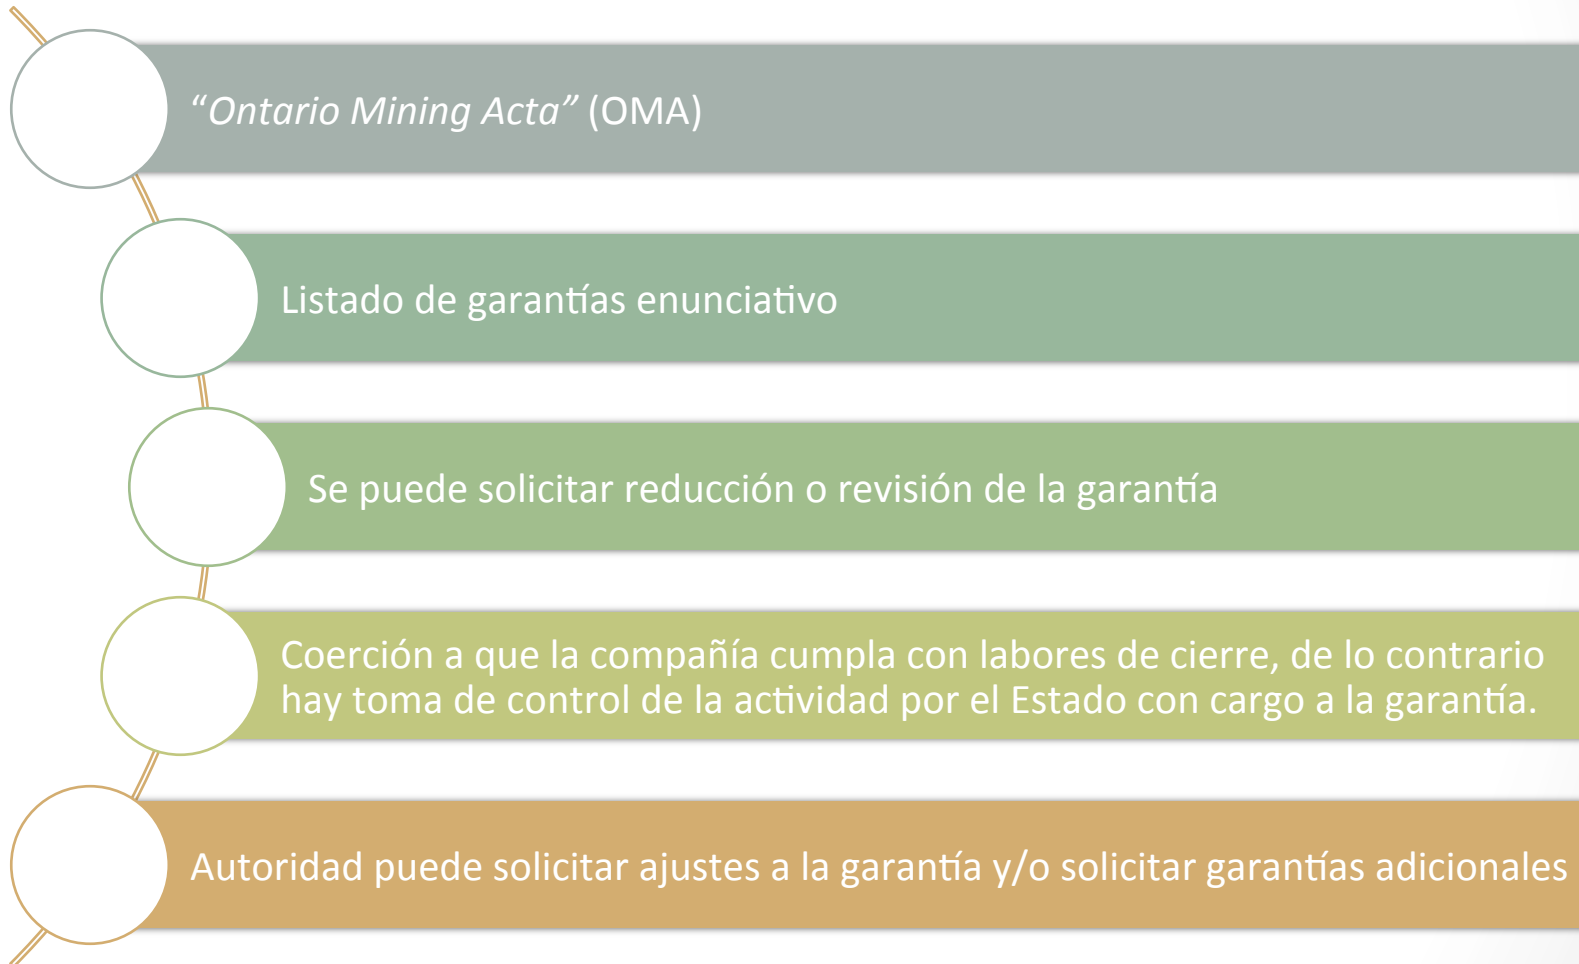 “Ontario Mining Acta” (OMA)
Listado de garantías enunciativo
Se puede solicitar reducción o revisión de la garantía
Coerción a que la compañía cumpla con labores de cierre, de lo contrario
hay toma de control de la actividad por el Estado con cargo a la garantía.
Autoridad puede solicitar ajustes a la garantía y/o solicitar garantías adicionales